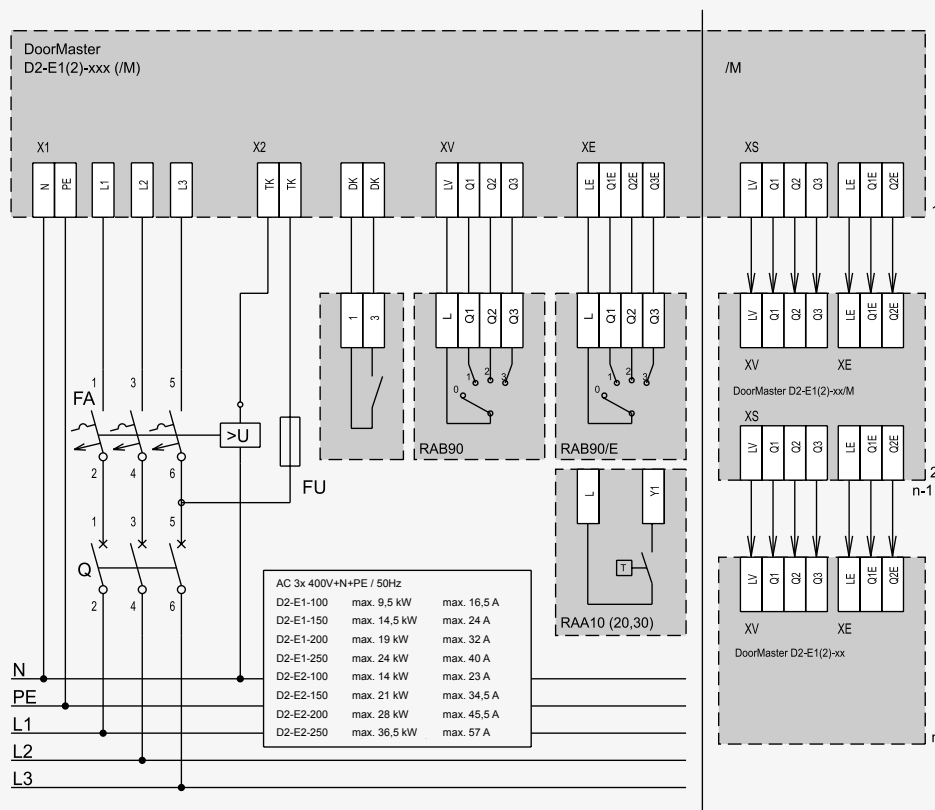 DoorMaster
D2-E1(2)-xxx (/M)
/M
X1
X2
XV
XE
XS
N PE L1 L2 L3
TK TK
DK DK
LV Q1 Q2 Q3
LE Q1E Q2E Q3E
LV Q1 Q2 Q3
LE Q1E Q2E
1 3
L Q1 Q2 Q3
L Q1 Q2 Q3
LV Q1 Q2 Q3
LE Q1E Q2E
XV
XE
DoorMaster D2-E1(2)-xx/M
0 1 2 3
RAB90
0 1 2 3
RAB90/E
XS
LV Q1 Q2 Q3
LE Q1E Q2E
2
n-1
1 3 5
FA
>U
2 4 6
FU
L Y1
T
RAA10 (20,30)
1 3 5
Q
2 4 6
LV Q1 Q2 Q3
LE Q1E Q2E
XV
XE
DoorMaster D2-E1(2)-xx
AC 3x 400V+N+PE / 50Hz
D2-E1-100 max. 9,5 kW max. 16,5 A
D2-E1-150 max. 14,5 kW max. 24 A
D2-E1-200 max. 19 kW max. 32 A
D2-E1-250 max. 24 kW max. 40 A
D2-E2-100 max. 14 kW max. 23 A
D2-E2-150 max. 21 kW max. 34,5 A
D2-E2-200 max. 28 kW max. 45,5 A
D2-E2-250 max. 36,5 kW max. 57 A
N
PE
L1
L2
L3